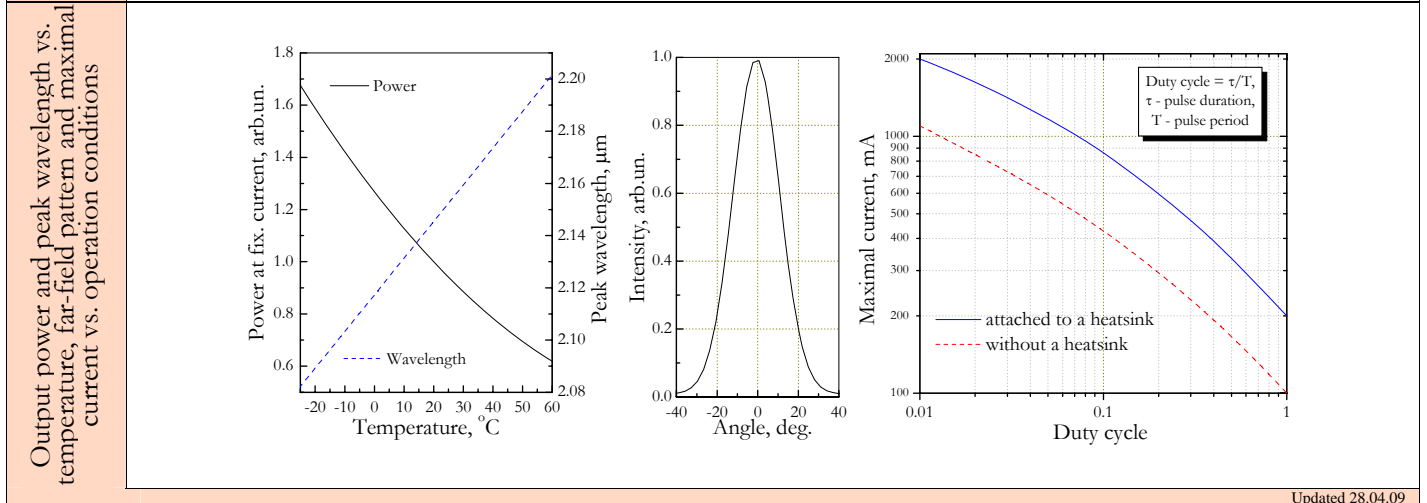 Output power and peak wavelength vs.
temperature, far-field pattern and maximal
current vs. operation conditions
1.8
1.6
1.4
1.2
1.0
0.8
0.6
Power at fix. current, arb.un.
Power
Wavelength
-20 -10 0 10 20 30 40 50 60
Temperature, °C
2.20
2.18
2.16
2.14
2.12
2.10
2.08
Peak wavelength, µm
1.0
0.8
0.6
0.4
0.2
0.0
Intensity, arb.un.
-40 -20 0 20 40
Angle, deg.
2000
1000
900
800
700
600
500
400
300
200
100
Maximal current, mA
Duty cycle = τ/T,
τ - pulse duration,
T - pulse period
attached to a heatsink
without a heatsink
0.01 0.1 1
Duty cycle
Updated 28.04.09